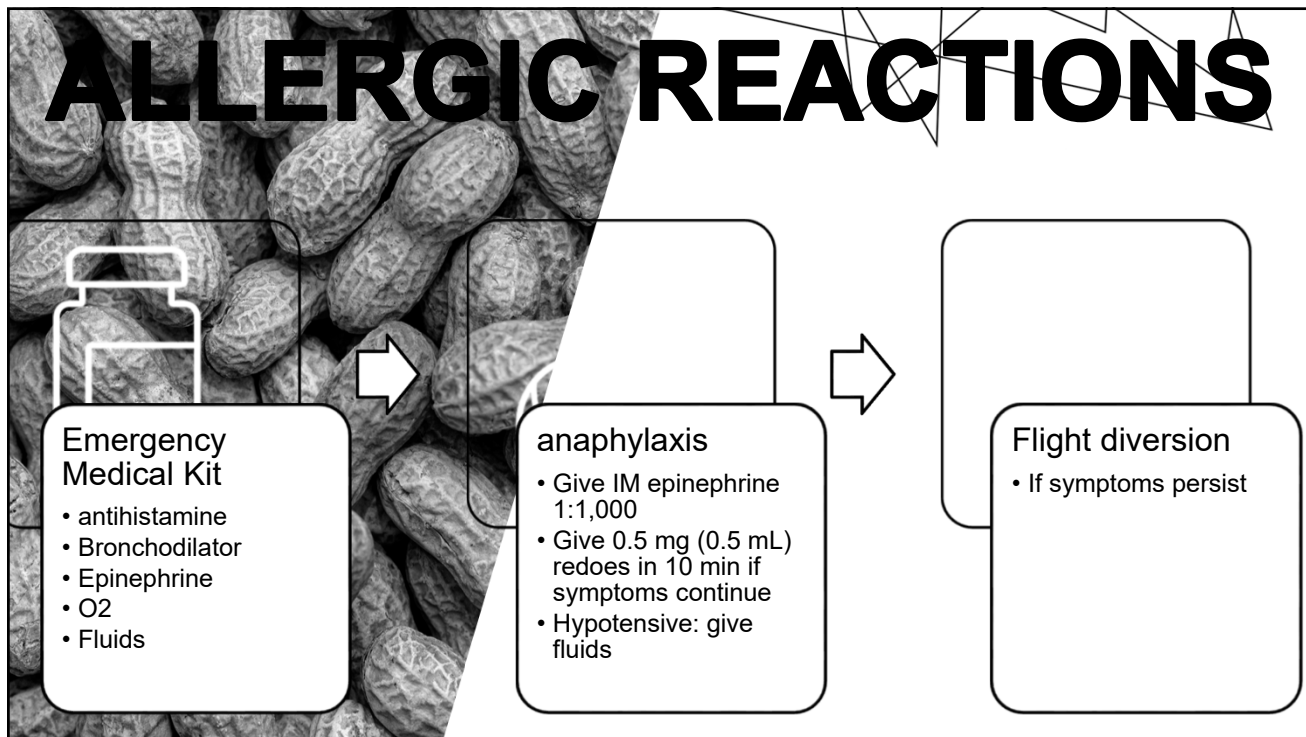 ALLERGIC REACTIONS
Emergency
Medical Kit
• antihistamine
• Bronchodilator
• Epinephrine
• O2
• Fluids
anaphylaxis
• Give IM epinephrine
1:1,000
• Give 0.5 mg (0.5 mL)
redoes in 10 min if
symptoms continue
• Hypotensive: give
fluids
Flight diversion
• If symptoms persist